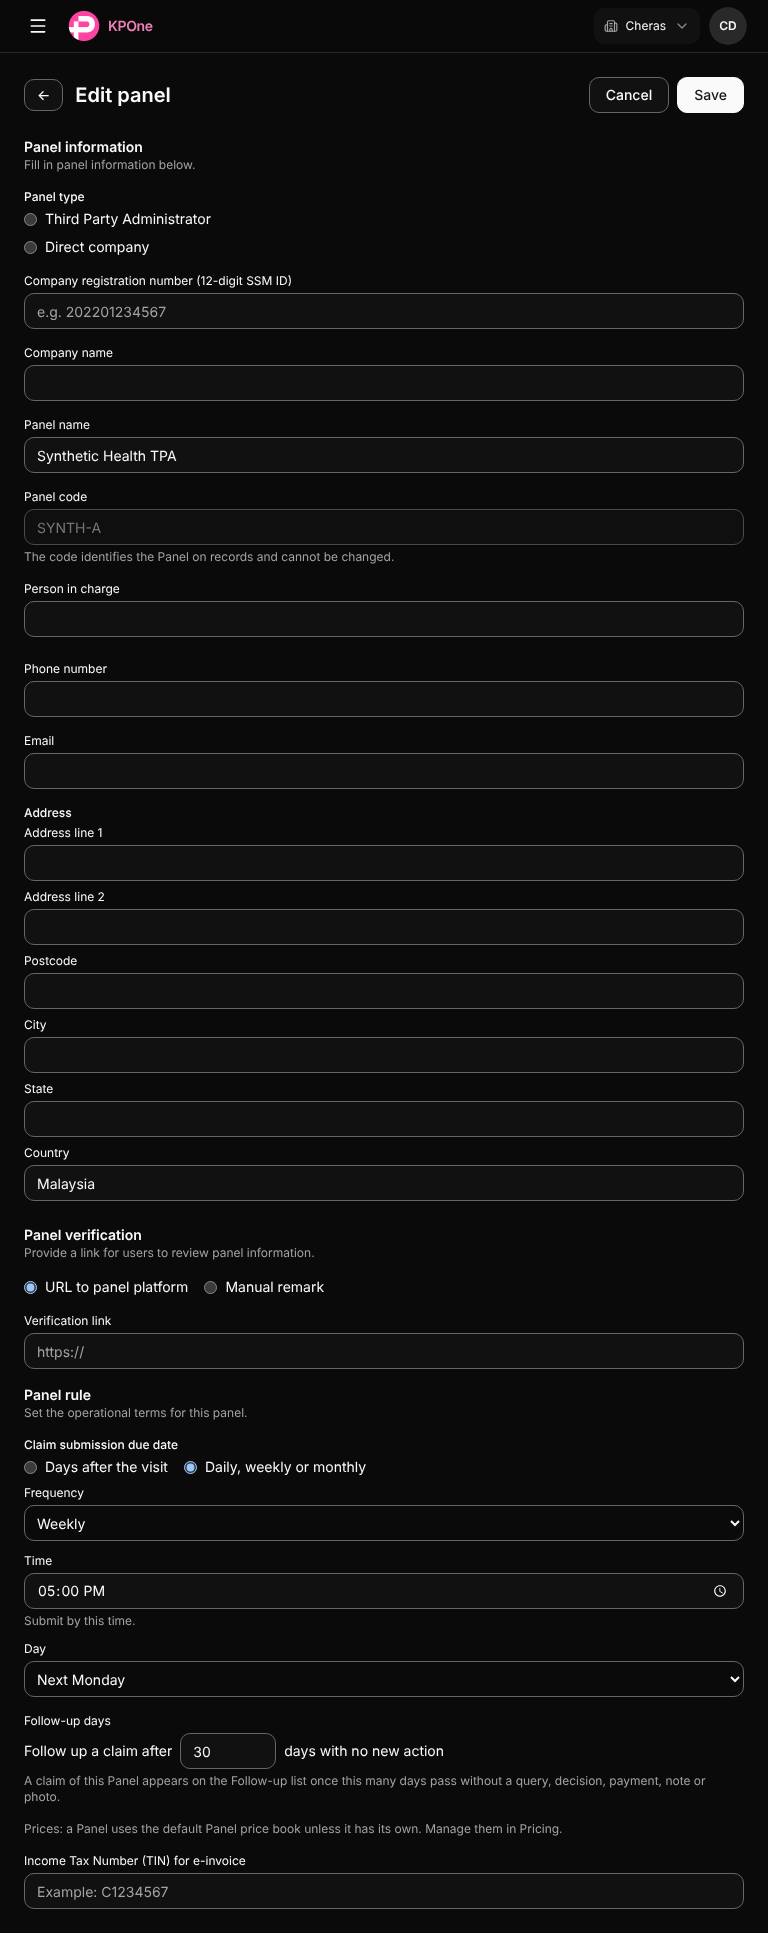 KPOne
Cheras
CD
Edit panel
Cancel
Save
Panel information
Fill in panel information below.
Panel type
Third Party Administrator
Direct company
Company registration number (12-digit SSM ID)
e.g. 202201234567
Company name
Panel name
Synthetic Health TPA
Panel code
SYNTH-A
The code identifies the Panel on records and cannot be changed.
Person in charge
Phone number
Email
Address
Address line 1
Address line 2
Postcode
City
State
Country
Malaysia
Panel verification
Provide a link for users to review panel information.
URL to panel platform
Manual remark
Verification link
https://
Panel rule
Set the operational terms for this panel.
Claim submission due date
Days after the visit
Daily, weekly or monthly
Frequency
Weekly
Time
05:00 PM
Submit by this time.
Day
Next Monday
Follow-up days
Follow up a claim after 30 days with no new action
A claim of this Panel appears on the Follow-up list once this many days pass without a query, decision, payment, note or
photo.
Prices: a Panel uses the default Panel price book unless it has its own. Manage them in Pricing.
Income Tax Number (TIN) for e-invoice
Example: C1234567